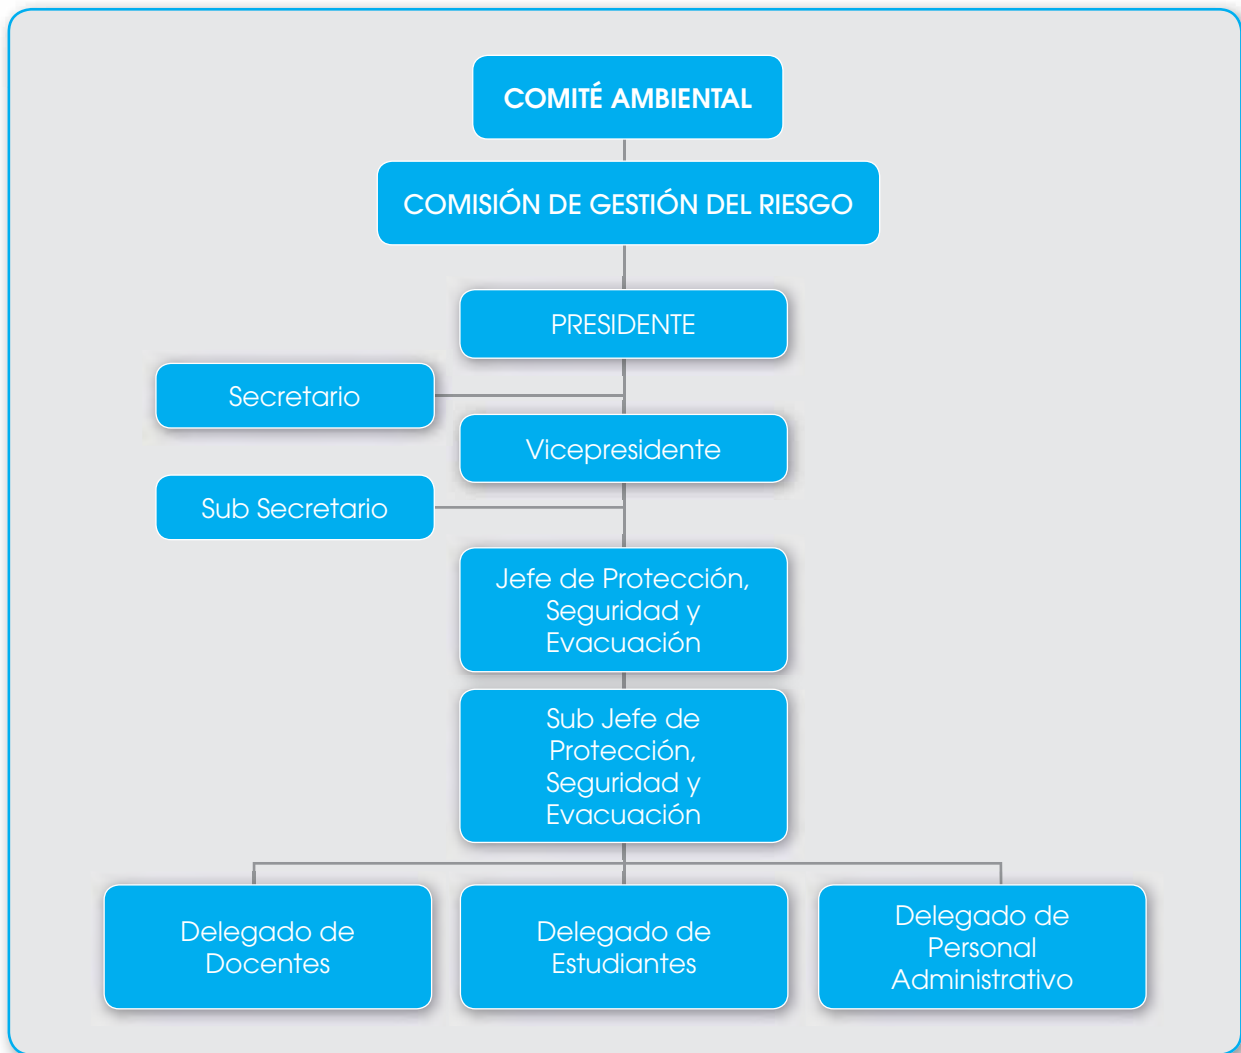 COMITÉ AMBIENTAL
COMISIÓN DE GESTIÓN DEL RIESGO
PRESIDENTE
Secretario
Vicepresidente
Sub Secretario
Jefe de Protección,
Seguridad y
Evacuación
Sub Jefe de
Protección,
Seguridad y
Evacuación
Delegado de
Docentes
Delegado de
Estudiantes
Delegado de
Personal
Administrativo